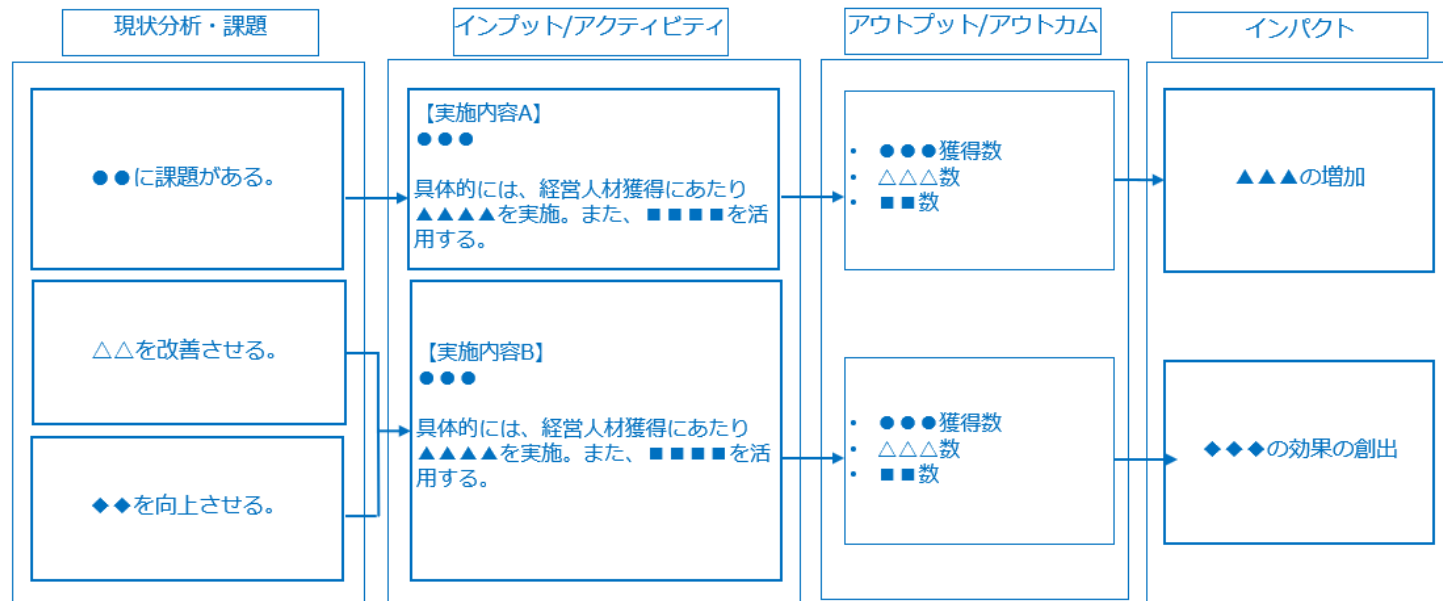 現状分析・課題
インプット/アクティビティ
アウトプット/アウトカム
インパクト
●●に課題がある。
△△を改善させる。
◆◆を向上させる。
【実施内容A】
●●●
具体的には、経営人材獲得にあたり
▲▲▲▲を実施。また、■■■■を活
用する。
【実施内容B】
●●●
具体的には、経営人材獲得にあたり
▲▲▲▲を実施。また、■■■■を活
用する。
• ●●●獲得数
• △△△数
• ■■数
• ●●●獲得数
• △△△数
• ■■数
▲▲▲の増加
◆◆◆の効果の創出